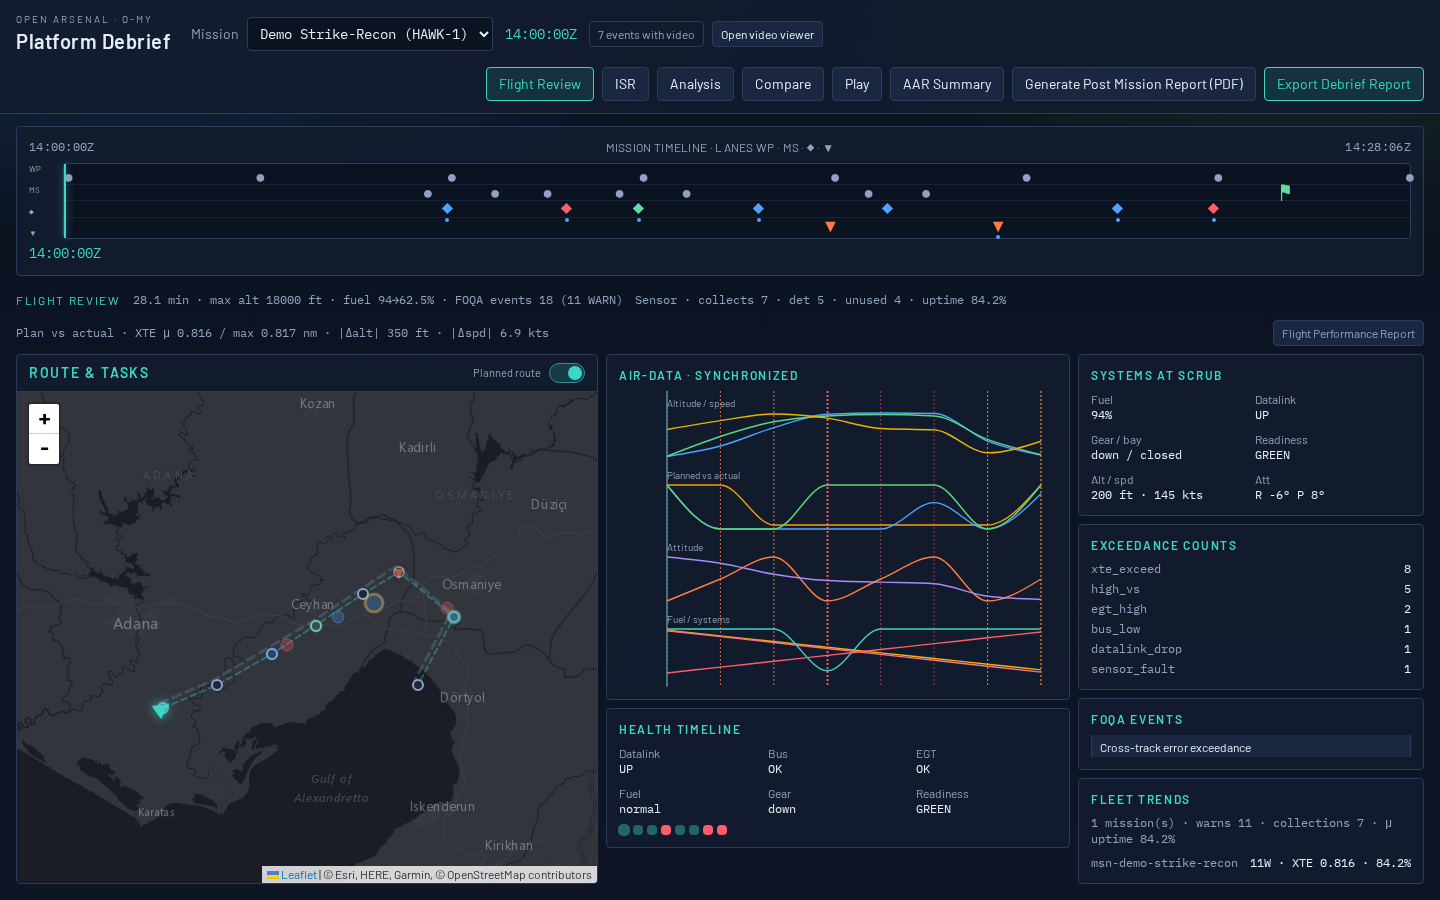 OPEN ARSENAL · O-MY
Platform Debrief
Mission
Demo Strike-Recon (HAWK-1)
14:00:00Z
7 events with video
Open video viewer
Flight Review
ISR
Analysis
Compare
Play
AAR Summary
Generate Post Mission Report (PDF)
Export Debrief Report
14:00:00Z
MISSION TIMELINE · LANES WP · MS · ◆ · ▼
14:28:06Z
WP
MS
◆
▼
14:00:00Z
FLIGHT REVIEW
28.1 min · max alt 18000 ft · fuel 94→62.5% · FOQA events 18 (11 WARN)
Sensor · collects 7 · det 5 · unused 4 · uptime 84.2%
Plan vs actual · XTE μ 0.816 / max 0.817 nm · |Δalt| 350 ft · |Δspd| 6.9 kts
Flight Performance Report
ROUTE & TASKS
Planned route
+
-
Kozan
Kadirli
ADANA
OSMANIYE
Düziçi
Osmaniye
Ceyhan
Adana
Dörtyol
Gulf of
Alexandretta
Karatas
Iskenderun
Kirikhan
Leaflet | © Esri, HERE, Garmin, © OpenStreetMap contributors
AIR-DATA · SYNCHRONIZED
Altitude / speed
Planned vs actual
Attitude
Fuel / systems
HEALTH TIMELINE
Datalink
UP
Bus
OK
EGT
OK
Fuel
normal
Gear
down
Readiness
GREEN
SYSTEMS AT SCRUB
Fuel
94%
Datalink
UP
Gear / bay
down / closed
Readiness
GREEN
Alt / spd
200 ft · 145 kts
Att
R -6° P 8°
EXCEEDANCE COUNTS
xte_exceed 8
high_vs 5
egt_high 2
bus_low 1
datalink_drop 1
sensor_fault 1
FOQA EVENTS
Cross-track error exceedance
FLEET TRENDS
1 mission(s) · warns 11 · collections 7 · μ
uptime 84.2%
msn-demo-strike-recon 11W · XTE 0.816 · 84.2%